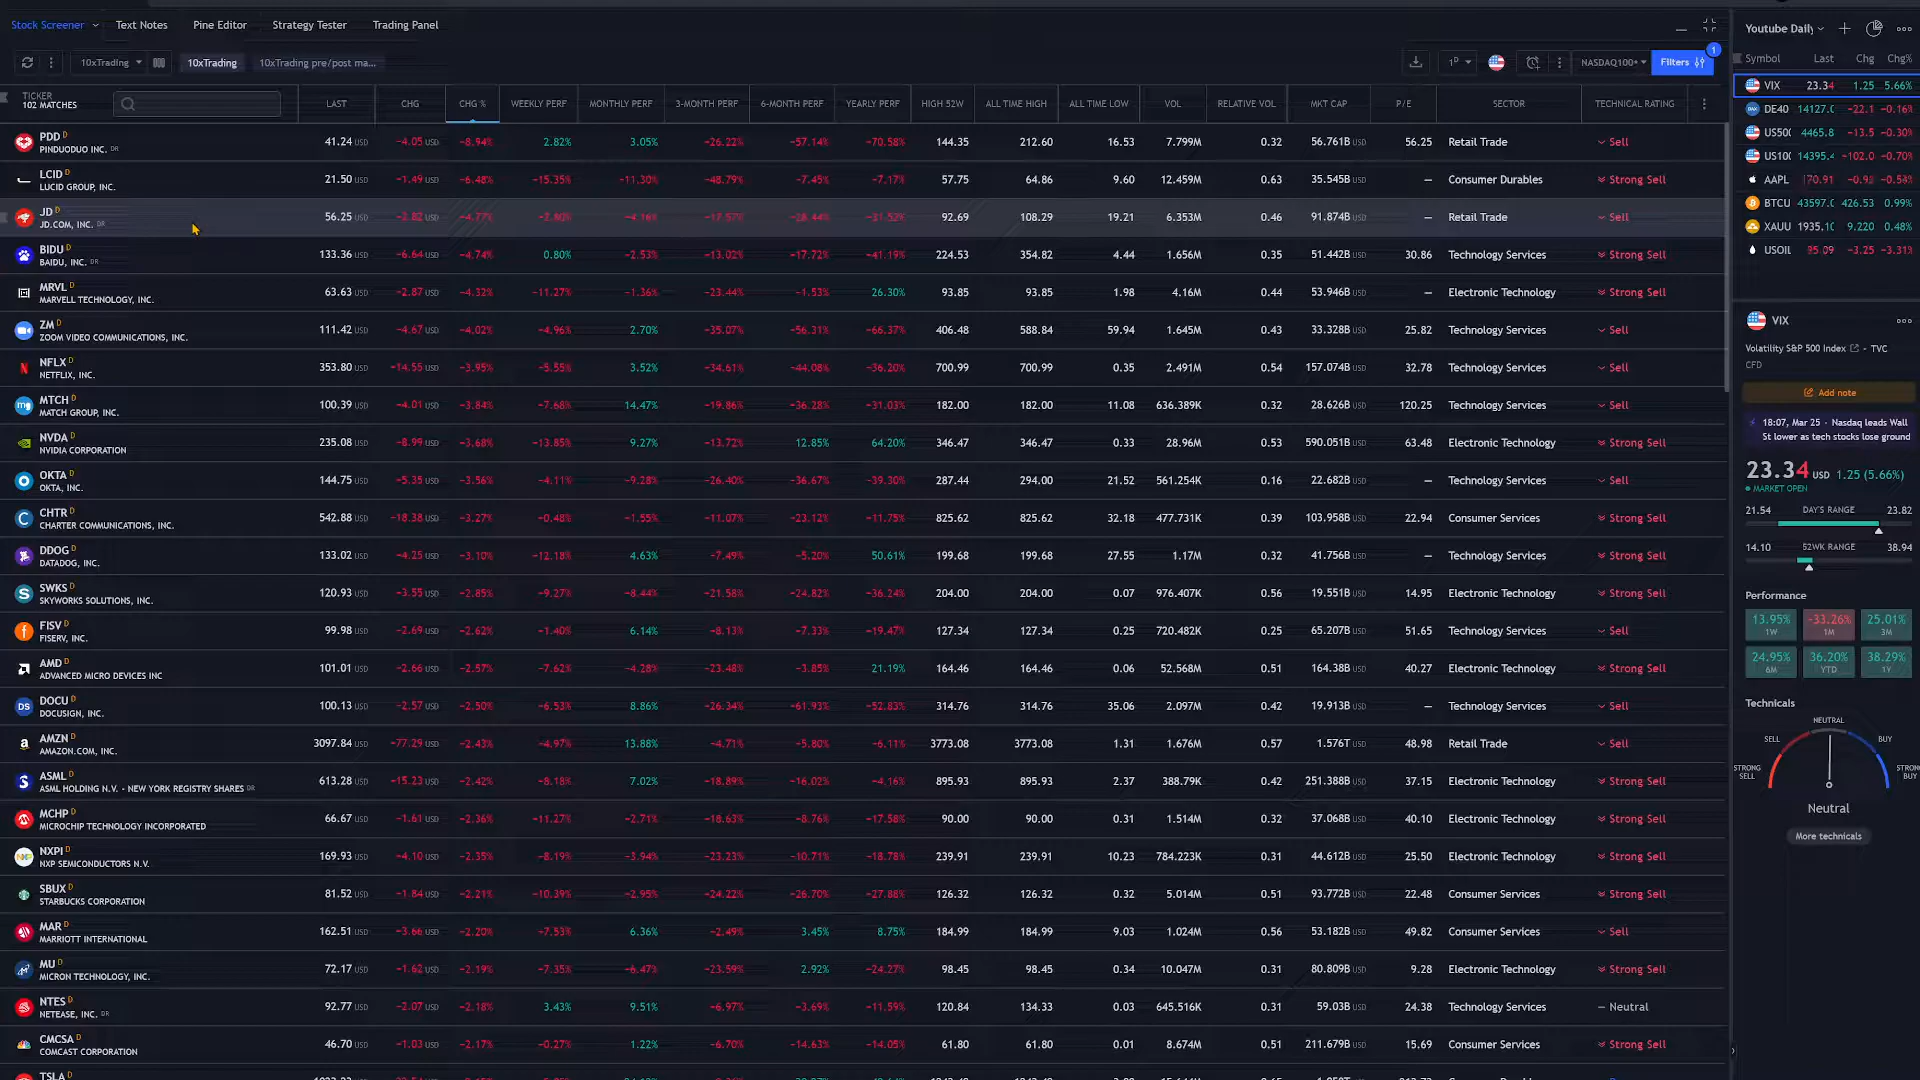 Stock Screener Text Notes Pine Editor Strategy Tester Trading Panel
10xTrading 10xTrading 10xTrading pre/post ma... 1D NASDAQ100+ Filters 1
TICKER LAST CHG CHG % WEEKLY PERF MONTHLY PERF 3-MONTH PERF 6-MONTH PERF YEARLY PERF HIGH 52W ALL TIME HIGH ALL TIME LOW VOL RELATIVE VOL MKT CAP P/E SECTOR TECHNICAL RATING
102 MATCHES
PDD D 41.24 USD −4.05 USD −8.94% 2.82% 3.05% −26.22% −57.14% −70.58% 144.35 212.60 16.53 7.799M 0.32 56.761B USD 56.25 Retail Trade Sell
PINDUODUO INC. DR
LCID D 21.50 USD −1.49 USD −6.48% −15.35% −11.30% −48.79% −7.45% −7.17% 57.75 64.86 9.60 12.459M 0.63 35.545B USD — Consumer Durables Strong Sell
LUCID GROUP, INC.
JD D 56.25 USD −2.82 USD −4.77% −2.80% −4.16% −17.57% −28.44% −31.52% 92.69 108.29 19.21 6.353M 0.46 91.874B USD — Retail Trade Sell
JD.COM, INC. DR
BIDU D 133.36 USD −6.64 USD −4.74% 0.80% −2.53% −13.02% −17.72% −41.19% 224.53 354.82 4.44 1.656M 0.35 51.442B USD 30.86 Technology Services Strong Sell
BAIDU, INC. DR
MRVL D 63.63 USD −2.87 USD −4.32% −11.27% −1.36% −23.44% −1.53% 26.30% 93.85 93.85 1.98 4.16M 0.44 53.946B USD — Electronic Technology Strong Sell
MARVELL TECHNOLOGY, INC.
ZM D 111.42 USD −4.67 USD −4.02% −4.96% 2.70% −35.07% −56.31% −66.37% 406.48 588.84 59.94 1.645M 0.43 33.328B USD 25.82 Technology Services Sell
ZOOM VIDEO COMMUNICATIONS, INC.
NFLX D 353.80 USD −14.55 USD −3.95% −5.55% 3.52% −34.61% −44.08% −36.20% 700.99 700.99 0.35 2.491M 0.54 157.074B USD 32.78 Technology Services Sell
NETFLIX, INC.
MTCH D 100.39 USD −4.01 USD −3.84% −7.68% 14.47% −19.86% −36.28% −31.03% 182.00 182.00 11.08 636.389K 0.32 28.626B USD 120.25 Technology Services Sell
MATCH GROUP, INC.
NVDA D 235.08 USD −8.99 USD −3.68% −13.85% 9.27% −13.72% 12.85% 64.20% 346.47 346.47 0.33 28.96M 0.53 590.051B USD 63.48 Electronic Technology Strong Sell
NVIDIA CORPORATION
OKTA D 144.75 USD −5.35 USD −3.56% −4.11% −9.28% −26.40% −36.67% −39.30% 287.44 294.00 21.52 561.254K 0.16 22.682B USD — Technology Services Sell
OKTA, INC.
CHTR D 542.88 USD −18.38 USD −3.27% −0.48% −1.55% −11.07% −23.12% −11.75% 825.62 825.62 32.18 477.731K 0.39 103.958B USD 22.94 Consumer Services Strong Sell
CHARTER COMMUNICATIONS, INC.
DDOG D 133.02 USD −4.25 USD −3.10% −12.18% 4.63% −7.49% −5.20% 50.61% 199.68 199.68 27.55 1.17M 0.32 41.756B USD — Technology Services Strong Sell
DATADOG, INC.
SWKS D 120.93 USD −3.55 USD −2.85% −9.27% −8.44% −21.58% −24.82% −36.24% 204.00 204.00 0.07 976.407K 0.56 19.551B USD 14.95 Electronic Technology Strong Sell
SKYWORKS SOLUTIONS, INC.
FISV D 99.98 USD −2.69 USD −2.62% −1.40% 6.14% −8.13% −7.33% −19.47% 127.34 127.34 0.25 720.482K 0.25 65.207B USD 51.65 Technology Services Sell
FISERV, INC.
AMD D 101.01 USD −2.66 USD −2.57% −7.62% −4.28% −23.48% −3.85% 21.19% 164.46 164.46 0.06 52.568M 0.51 164.38B USD 40.27 Electronic Technology Strong Sell
ADVANCED MICRO DEVICES INC
DOCU D 100.13 USD −2.57 USD −2.50% −6.53% 8.86% −26.34% −61.93% −52.83% 314.76 314.76 35.06 2.097M 0.42 19.913B USD — Technology Services Sell
DOCUSIGN, INC.
AMZN D 3097.84 USD −77.29 USD −2.43% −4.97% 13.88% −4.71% −5.80% −6.11% 3773.08 3773.08 1.31 1.676M 0.57 1.576T USD 48.98 Retail Trade Sell
AMAZON.COM, INC.
ASML D 613.28 USD −15.23 USD −2.42% −8.18% 7.02% −18.89% −16.02% −4.16% 895.93 895.93 2.37 388.79K 0.42 251.388B USD 37.15 Electronic Technology Strong Sell
ASML HOLDING N.V. - NEW YORK REGISTRY SHARES DR
MCHP D 66.67 USD −1.61 USD −2.36% −11.27% −2.71% −18.63% −8.76% −17.58% 90.00 90.00 0.31 1.514M 0.32 37.068B USD 40.10 Electronic Technology Strong Sell
MICROCHIP TECHNOLOGY INCORPORATED
NXPI D 169.93 USD −4.10 USD −2.35% −8.19% −3.94% −23.23% −10.71% −18.78% 239.91 239.91 10.23 784.223K 0.31 44.612B USD 25.50 Electronic Technology Strong Sell
NXP SEMICONDUCTORS N.V.
SBUX D 81.52 USD −1.84 USD −2.21% −10.39% −2.95% −24.22% −26.70% −27.88% 126.32 126.32 0.32 5.014M 0.51 93.772B USD 22.48 Consumer Services Strong Sell
STARBUCKS CORPORATION
MAR D 162.51 USD −3.66 USD −2.20% −7.53% 6.36% −2.49% 3.45% 8.75% 184.99 184.99 9.03 1.024M 0.56 53.182B USD 49.82 Consumer Services Sell
MARRIOTT INTERNATIONAL
MU D 72.17 USD −1.62 USD −2.19% −7.35% −6.47% −23.59% 2.92% −24.27% 98.45 98.45 0.34 10.047M 0.31 80.809B USD 9.28 Electronic Technology Strong Sell
MICRON TECHNOLOGY, INC.
NTES D 92.77 USD −2.07 USD −2.18% 3.43% 9.51% −6.97% −3.69% −11.59% 120.84 134.33 0.03 645.516K 0.31 59.03B USD 24.38 Technology Services — Neutral
NETEASE, INC. DR
CMCSA D 46.70 USD −1.03 USD −2.17% −0.27% 1.22% −6.70% −14.63% −14.05% 61.80 61.80 0.01 8.674M 0.51 211.679B USD 15.69 Consumer Services Strong Sell
COMCAST CORPORATION
TSLA D
Youtube Daily
Symbol Last Chg Chg%
VIX 23.34 1.25 5.66%
DE40 14127.0 −22.1 −0.16%
US500 4465.8 −13.5 −0.30%
US100 14395.4 −102.0 −0.70%
AAPL 170.91 −0.92 −0.54%
BTCU 43597.0 426.53 0.99%
XAUU 1935.10 9.220 0.48%
USOIL 95.09 −3.25 −3.31%
VIX
Volatility S&P 500 Index - TVC
CFD
Add note
18:07, Mar 25 - Nasdaq leads Wall
St lower as tech stocks lose ground
23.34 USD 1.25 (5.66%)
MARKET OPEN
21.54 DAY'S RANGE 23.82
14.10 52WK RANGE 38.94
Performance
13.95% −33.26% 25.01%
1W 1M 3M
24.95% 36.20% 38.29%
6M YTD 1Y
Technicals
NEUTRAL
SELL BUY
STRONG SELL STRONG BUY
Neutral
More technicals